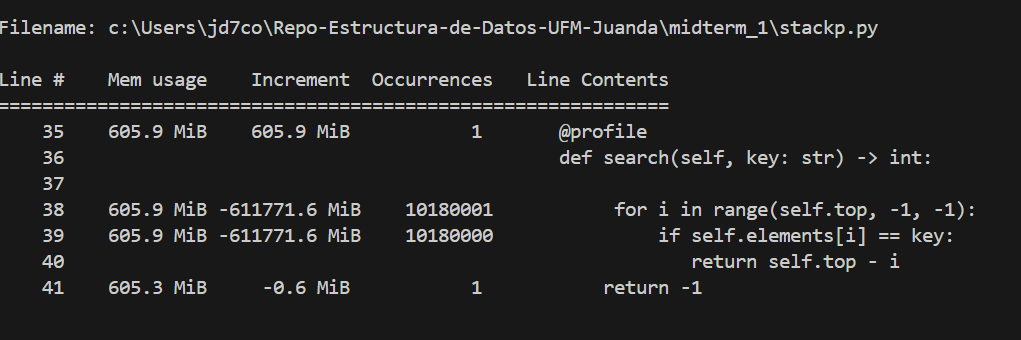 Filename: c:\Users\jd7co\Repo-Estructura-de-Datos-UFM-Juanda\midterm_1\stackp.py
Line #    Mem usage    Increment  Occurrences   Line Contents
=============================================================
    35    605.9 MiB    605.9 MiB           1       @profile
    36                                             def search(self, key: str) -> int:
    37
    38    605.9 MiB -611771.6 MiB    10180001           for i in range(self.top, -1, -1):
    39    605.9 MiB -611771.6 MiB    10180000               if self.elements[i] == key:
    40                                                         return self.top - i
    41    605.3 MiB     -0.6 MiB           1           return -1